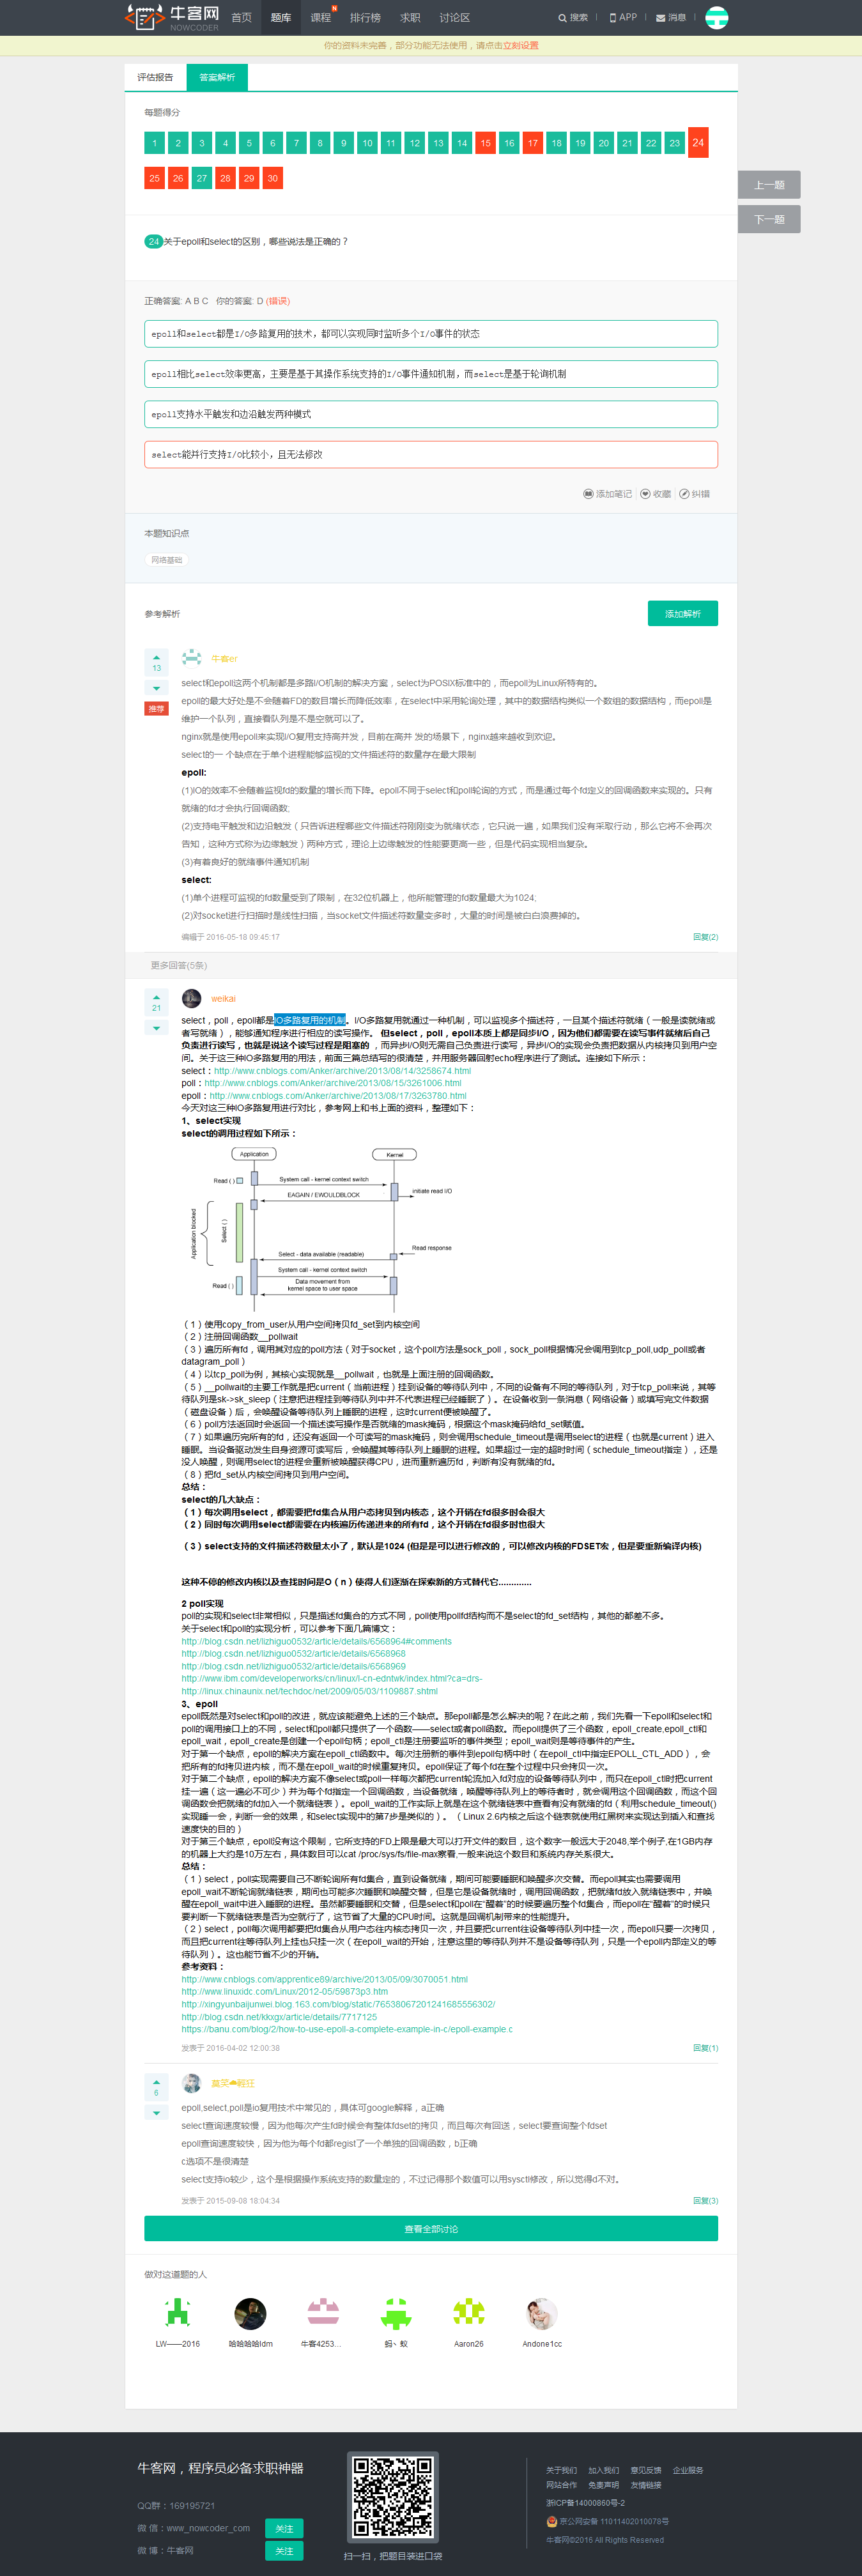 牛客网
NOWCODER
首页 题库 课程 N 排行榜 求职 讨论区 搜索 APP 消息
你的资料未完善，部分功能无法使用，请点击立刻设置
评估报告 答案解析
每题得分
1 2 3 4 5 6 7 8 9 10 11 12 13 14 15 16 17 18 19 20 21 22 23 24
25 26 27 28 29 30
上一题
下一题
24 关于epoll和select的区别，哪些说法是正确的？
正确答案: A B C 你的答案: D (错误)
epoll和select都是I/O多路复用的技术，都可以实现同时监听多个I/O事件的状态
epoll相比select效率更高，主要是基于其操作系统支持的I/O事件通知机制，而select是基于轮询机制
epoll支持水平触发和边沿触发两种模式
select能并行支持I/O比较小，且无法修改
添加笔记 收藏 纠错
本题知识点
网络基础
参考解析 添加解析
13
推荐
牛客er
select和epoll这两个机制都是多路I/O机制的解决方案，select为POSIX标准中的，而epoll为Linux所特有的。
epoll的最大好处是不会随着FD的数目增长而降低效率，在select中采用轮询处理，其中的数据结构类似一个数组的数据结构，而epoll是
维护一个队列，直接看队列是不是空就可以了。
nginx就是使用epoll来实现I/O复用支持高并发，目前在高并 发的场景下，nginx越来越收到欢迎。
select的一 个缺点在于单个进程能够监视的文件描述符的数量存在最大限制
epoll:
(1)IO的效率不会随着监视fd的数量的增长而下降。epoll不同于select和poll轮询的方式，而是通过每个fd定义的回调函数来实现的。只有
就绪的fd才会执行回调函数;
(2)支持电平触发和边沿触发（只告诉进程哪些文件描述符刚刚变为就绪状态，它只说一遍，如果我们没有采取行动，那么它将不会再次
告知，这种方式称为边缘触发）两种方式，理论上边缘触发的性能要更高一些，但是代码实现相当复杂。
(3)有着良好的就绪事件通知机制
select:
(1)单个进程可监视的fd数量受到了限制，在32位机器上，他所能管理的fd数量最大为1024;
(2)对socket进行扫描时是线性扫描，当socket文件描述符数量变多时，大量的时间是被白白浪费掉的。
编辑于 2016-05-18 09:45:17 回复(2)
更多回答(5条)
21
weikai
select，poll，epoll都是IO多路复用的机制。I/O多路复用就通过一种机制，可以监视多个描述符，一旦某个描述符就绪（一般是读就绪或
者写就绪），能够通知程序进行相应的读写操作。 但select，poll，epoll本质上都是同步I/O，因为他们都需要在读写事件就绪后自己
负责进行读写，也就是说这个读写过程是阻塞的，而异步I/O则无需自己负责进行读写，异步I/O的实现会负责把数据从内核拷贝到用户空
间。关于这三种IO多路复用的用法，前面三篇总结写的很清楚，并用服务器回射echo程序进行了测试。连接如下所示：
select：http://www.cnblogs.com/Anker/archive/2013/08/14/3258674.html
poll：http://www.cnblogs.com/Anker/archive/2013/08/15/3261006.html
epoll：http://www.cnblogs.com/Anker/archive/2013/08/17/3263780.html
今天对这三种IO多路复用进行对比，参考网上和书上面的资料，整理如下：
1、select实现
select的调用过程如下所示：
Application Kernel
Read ( ) System call - kernel context switch
initiate read I/O
EAGAIN / EWOULDBLOCK
Application blocked
Select ( )
Read response
Select - data available (readable)
System call - kernel context switch
Read ( ) Data movement from
kernel space to user space
（1）使用copy_from_user从用户空间拷贝fd_set到内核空间
（2）注册回调函数__pollwait
（3）遍历所有fd，调用其对应的poll方法（对于socket，这个poll方法是sock_poll，sock_poll根据情况会调用到tcp_poll,udp_poll或者
datagram_poll）
（4）以tcp_poll为例，其核心实现就是__pollwait，也就是上面注册的回调函数。
（5）__pollwait的主要工作就是把current（当前进程）挂到设备的等待队列中，不同的设备有不同的等待队列，对于tcp_poll来说，其等
待队列是sk->sk_sleep（注意把进程挂到等待队列中并不代表进程已经睡眠了）。在设备收到一条消息（网络设备）或填写完文件数据
（磁盘设备）后，会唤醒设备等待队列上睡眠的进程，这时current便被唤醒了。
（6）poll方法返回时会返回一个描述读写操作是否就绪的mask掩码，根据这个mask掩码给fd_set赋值。
（7）如果遍历完所有的fd，还没有返回一个可读写的mask掩码，则会调用schedule_timeout是调用select的进程（也就是current）进入
睡眠。当设备驱动发生自身资源可读写后，会唤醒其等待队列上睡眠的进程。如果超过一定的超时时间（schedule_timeout指定），还是
没人唤醒，则调用select的进程会重新被唤醒获得CPU，进而重新遍历fd，判断有没有就绪的fd。
（8）把fd_set从内核空间拷贝到用户空间。
总结：
select的几大缺点：
（1）每次调用select，都需要把fd集合从用户态拷贝到内核态，这个开销在fd很多时会很大
（2）同时每次调用select都需要在内核遍历传递进来的所有fd，这个开销在fd很多时也很大
（3）select支持的文件描述符数量太小了，默认是1024 (但是是可以进行修改的，可以修改内核的FDSET宏，但是要重新编译内核)
这种不停的修改内核以及查找时间是O（n）使得人们逐渐在探索新的方式替代它.............
2 poll实现
poll的实现和select非常相似，只是描述fd集合的方式不同，poll使用pollfd结构而不是select的fd_set结构，其他的都差不多。
关于select和poll的实现分析，可以参考下面几篇博文：
http://blog.csdn.net/lizhiguo0532/article/details/6568964#comments
http://blog.csdn.net/lizhiguo0532/article/details/6568968
http://blog.csdn.net/lizhiguo0532/article/details/6568969
http://www.ibm.com/developerworks/cn/linux/l-cn-edntwk/index.html?ca=drs-
http://linux.chinaunix.net/techdoc/net/2009/05/03/1109887.shtml
3、epoll
epoll既然是对select和poll的改进，就应该能避免上述的三个缺点。那epoll都是怎么解决的呢？在此之前，我们先看一下epoll和select和
poll的调用接口上的不同，select和poll都只提供了一个函数——select或者poll函数。而epoll提供了三个函数，epoll_create,epoll_ctl和
epoll_wait，epoll_create是创建一个epoll句柄；epoll_ctl是注册要监听的事件类型；epoll_wait则是等待事件的产生。
对于第一个缺点，epoll的解决方案在epoll_ctl函数中。每次注册新的事件到epoll句柄中时（在epoll_ctl中指定EPOLL_CTL_ADD），会
把所有的fd拷贝进内核，而不是在epoll_wait的时候重复拷贝。epoll保证了每个fd在整个过程中只会拷贝一次。
对于第二个缺点，epoll的解决方案不像select或poll一样每次都把current轮流加入fd对应的设备等待队列中，而只在epoll_ctl时把current
挂一遍（这一遍必不可少）并为每个fd指定一个回调函数，当设备就绪，唤醒等待队列上的等待者时，就会调用这个回调函数，而这个回
调函数会把就绪的fd加入一个就绪链表）。epoll_wait的工作实际上就是在这个就绪链表中查看有没有就绪的fd（利用schedule_timeout()
实现睡一会，判断一会的效果，和select实现中的第7步是类似的）。（ Linux 2.6内核之后这个链表就使用红黑树来实现达到插入和查找
速度快的目的）
对于第三个缺点，epoll没有这个限制，它所支持的FD上限是最大可以打开文件的数目，这个数字一般远大于2048,举个例子,在1GB内存
的机器上大约是10万左右，具体数目可以cat /proc/sys/fs/file-max察看,一般来说这个数目和系统内存关系很大。
总结：
（1）select，poll实现需要自己不断轮询所有fd集合，直到设备就绪，期间可能要睡眠和唤醒多次交替。而epoll其实也需要调用
epoll_wait不断轮询就绪链表，期间也可能多次睡眠和唤醒交替，但是它是设备就绪时，调用回调函数，把就绪fd放入就绪链表中，并唤
醒在epoll_wait中进入睡眠的进程。虽然都要睡眠和交替，但是select和poll在“醒着”的时候要遍历整个fd集合，而epoll在“醒着”的时候只
要判断一下就绪链表是否为空就行了，这节省了大量的CPU时间。这就是回调机制带来的性能提升。
（2）select，poll每次调用都要把fd集合从用户态往内核态拷贝一次，并且要把current往设备等待队列中挂一次，而epoll只要一次拷贝，
而且把current往等待队列上挂也只挂一次（在epoll_wait的开始，注意这里的等待队列并不是设备等待队列，只是一个epoll内部定义的等
待队列）。这也能节省不少的开销。
参考资料：
http://www.cnblogs.com/apprentice89/archive/2013/05/09/3070051.html
http://www.linuxidc.com/Linux/2012-05/59873p3.htm
http://xingyunbaijunwei.blog.163.com/blog/static/76538067201241685556302/
http://blog.csdn.net/kkxgx/article/details/7717125
https://banu.com/blog/2/how-to-use-epoll-a-complete-example-in-c/epoll-example.c
发表于 2016-04-02 12:00:38 回复(1)
6
epoll,select,poll是io复用技术中常见的，具体可google解释，a正确
select查询速度较慢，因为他每次产生fd时候会有整体fdset的拷贝，而且每次有回送，select要查询整个fdset
epoll查询速度较快，因为他为每个fd都regist了一个单独的回调函数，b正确
c选项不是很清楚
select支持io较少，这个是根据操作系统支持的数量定的，不过记得那个数值可以用sysctl修改，所以觉得d不对。
发表于 2015-09-08 18:04:34 回复(3)
查看全部讨论
做对这道题的人
LW——2016 哈哈哈哈ldm 牛客4253... 蚂丶蚁 Aaron26 Andone1cc
牛客网，程序员必备求职神器
QQ群：169195721
微 信：www_nowcoder_com 关注
微 博：牛客网 关注
扫一扫，把题目装进口袋
关于我们 加入我们 意见反馈 企业服务
网站合作 免责声明 友情链接
浙ICP备14000860号-2
京公网安备 11011402010078号
牛客网©2015 All Rights Reserved